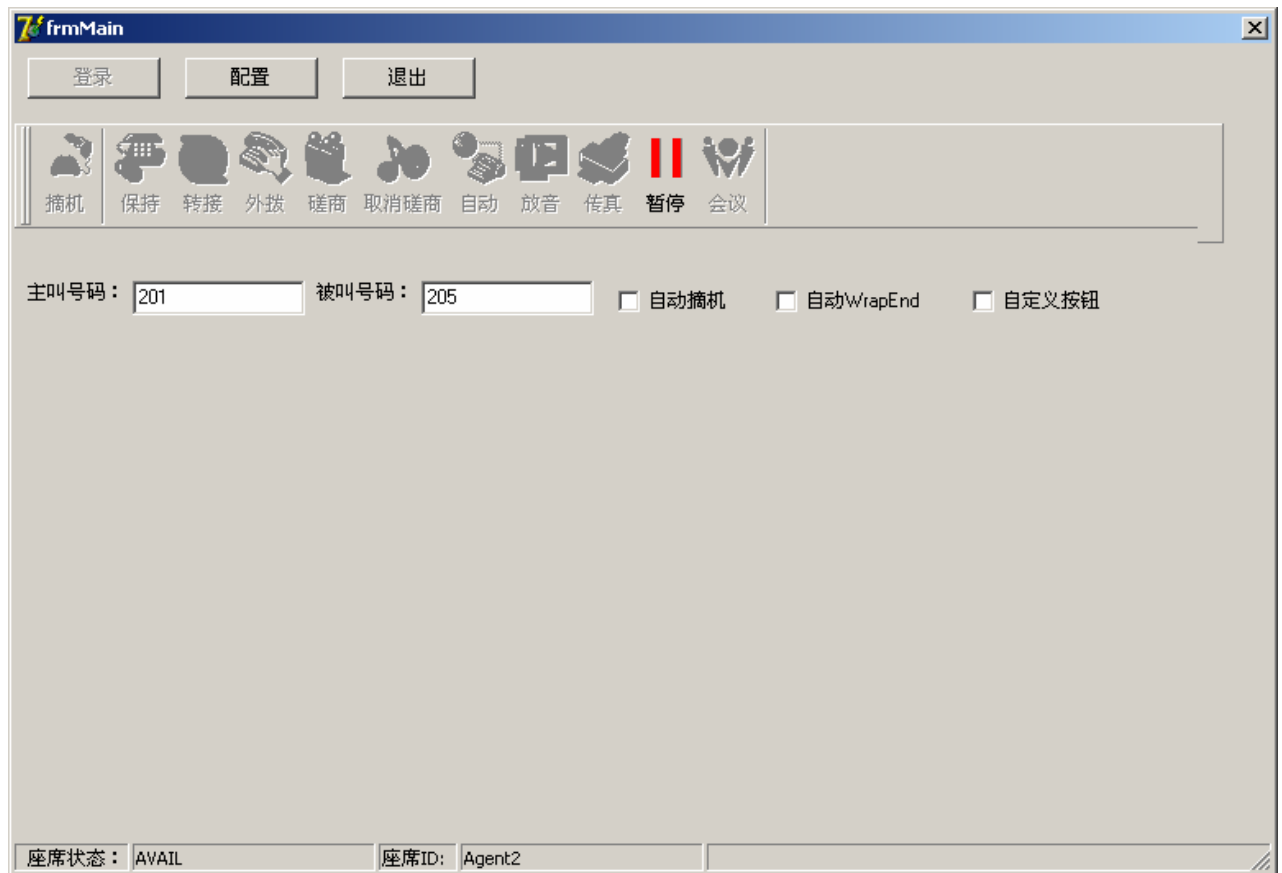 frmMain
登录 配置 退出
摘机 保持 转接 外拨 磋商 取消磋商 自动 放音 传真 暂停 会议
主叫号码： 201 被叫号码： 205 自动摘机 自动WrapEnd 自定义按钮
座席状态： AVAIL 座席ID: Agent2